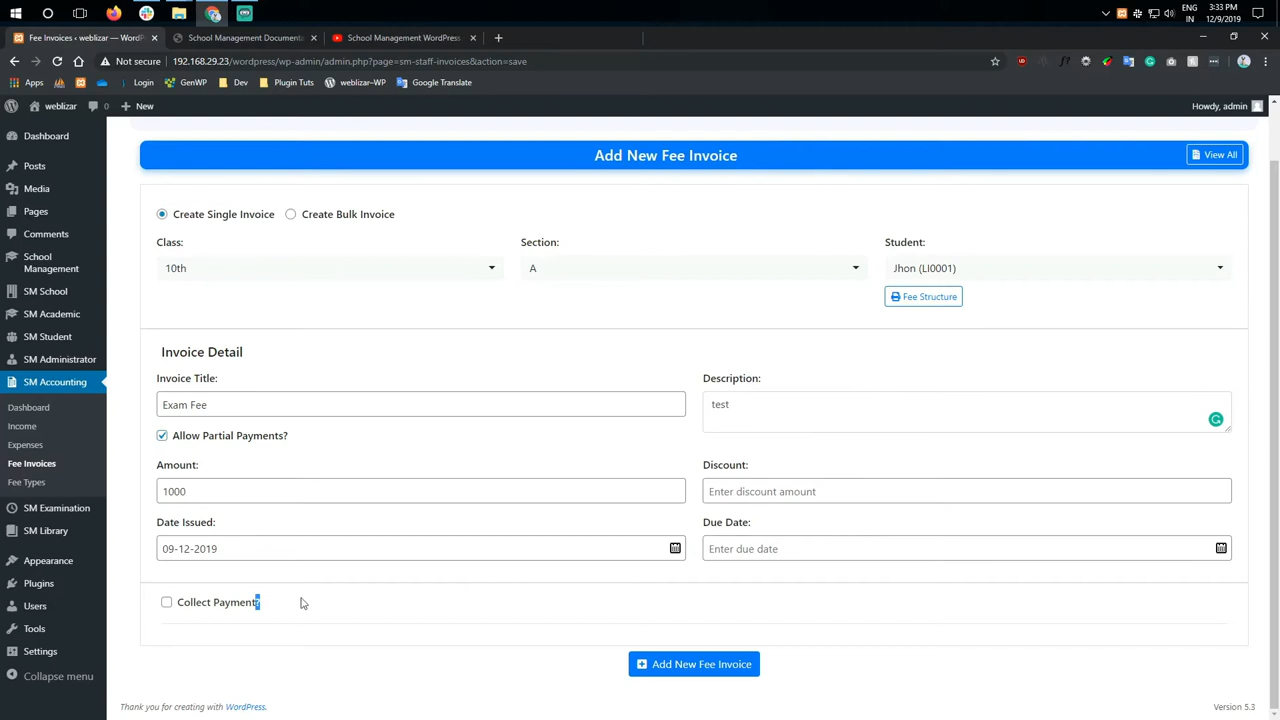 ENG
IN
3:33 PM
12/9/2019
Fee Invoices ‹ weblizar — WordP
School Management Documenta
School Management WordPress
Not secure 192.168.29.23/wordpress/wp-admin/admin.php?page=sm-staff-invoices&action=save
Apps
Login
GenWP
Dev
Plugin Tuts
weblizar-WP
Google Translate
weblizar
0
New
Howdy, admin
Dashboard
Posts
Media
Pages
Comments
School Management
SM School
SM Academic
SM Student
SM Administrator
SM Accounting
Dashboard
Income
Expenses
Fee Invoices
Fee Types
SM Examination
SM Library
Appearance
Plugins
Users
Tools
Settings
Collapse menu
Add New Fee Invoice
View All
Create Single Invoice
Create Bulk Invoice
Class:
Section:
Student:
10th
A
Jhon (LI0001)
Fee Structure
Invoice Detail
Invoice Title:
Description:
Exam Fee
test
Allow Partial Payments?
Amount:
Discount:
1000
Enter discount amount
Date Issued:
Due Date:
09-12-2019
Enter due date
Collect Payment?
Add New Fee Invoice
Thank you for creating with WordPress.
Version 5.3